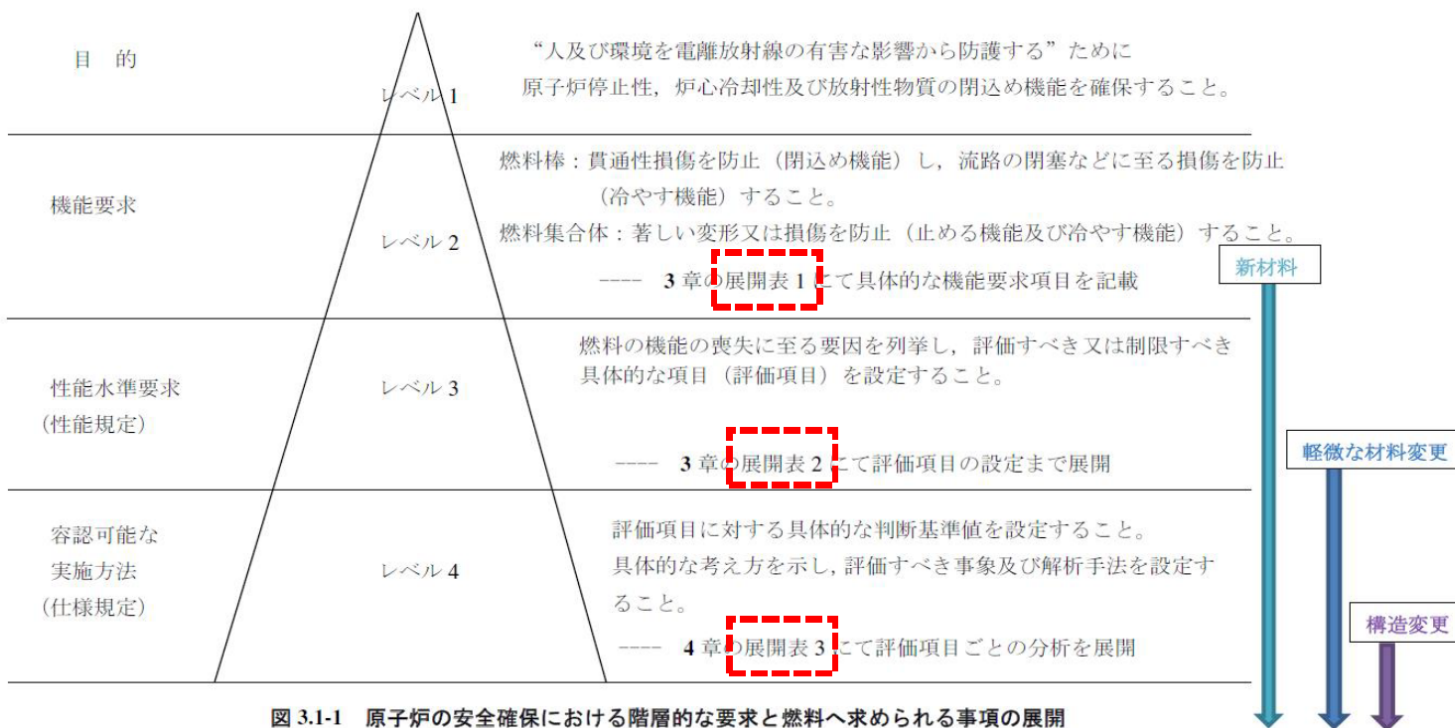 目 的
レベル 1
“人及び環境を電離放射線の有害な影響から防護する”ために
原子炉停止性，炉心冷却性及び放射性物質の閉込め機能を確保すること。
機能要求
レベル 2
燃料棒：貫通性損傷を防止（閉込め機能）し，流路の閉塞などに至る損傷を防止
（冷やす機能）すること。
燃料集合体：著しい変形又は損傷を防止（止める機能及び冷やす機能）すること。
---- 3 章の展開表 1 にて具体的な機能要求項目を記載
新材料
性能水準要求
（性能規定）
レベル 3
燃料の機能の喪失に至る要因を列挙し，評価すべき又は制限すべき
具体的な項目（評価項目）を設定すること。
---- 3 章の展開表 2 にて評価項目の設定まで展開
軽微な材料変更
容認可能な
実施方法
（仕様規定）
レベル 4
評価項目に対する具体的な判断基準値を設定すること。
具体的な考え方を示し，評価すべき事象及び解析手法を設定す
ること。
---- 4 章の展開表 3 にて評価項目ごとの分析を展開
構造変更
図 3.1-1 原子炉の安全確保における階層的な要求と燃料へ求められる事項の展開